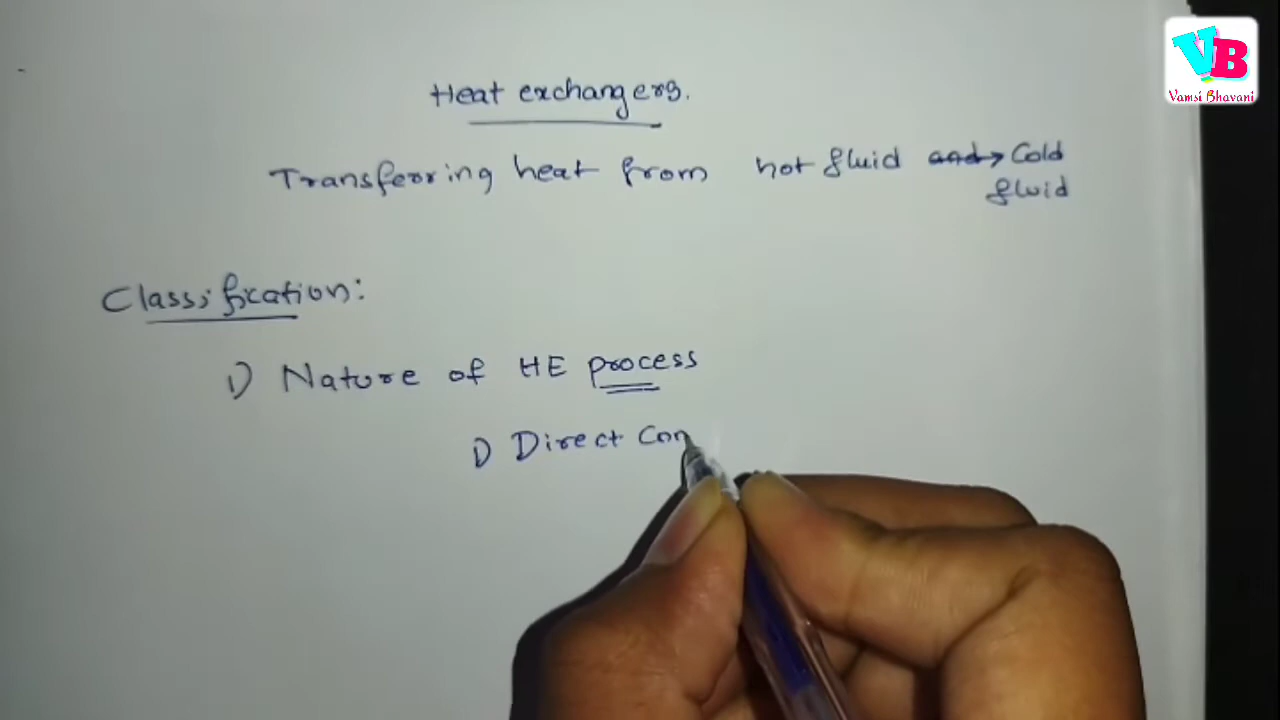 VB
Vamsi Bhavani
Heat exchangers.
Transferring heat from hot fluid and→ Cold
fluid
Classification:
1) Nature of HE process
1) Direct Con